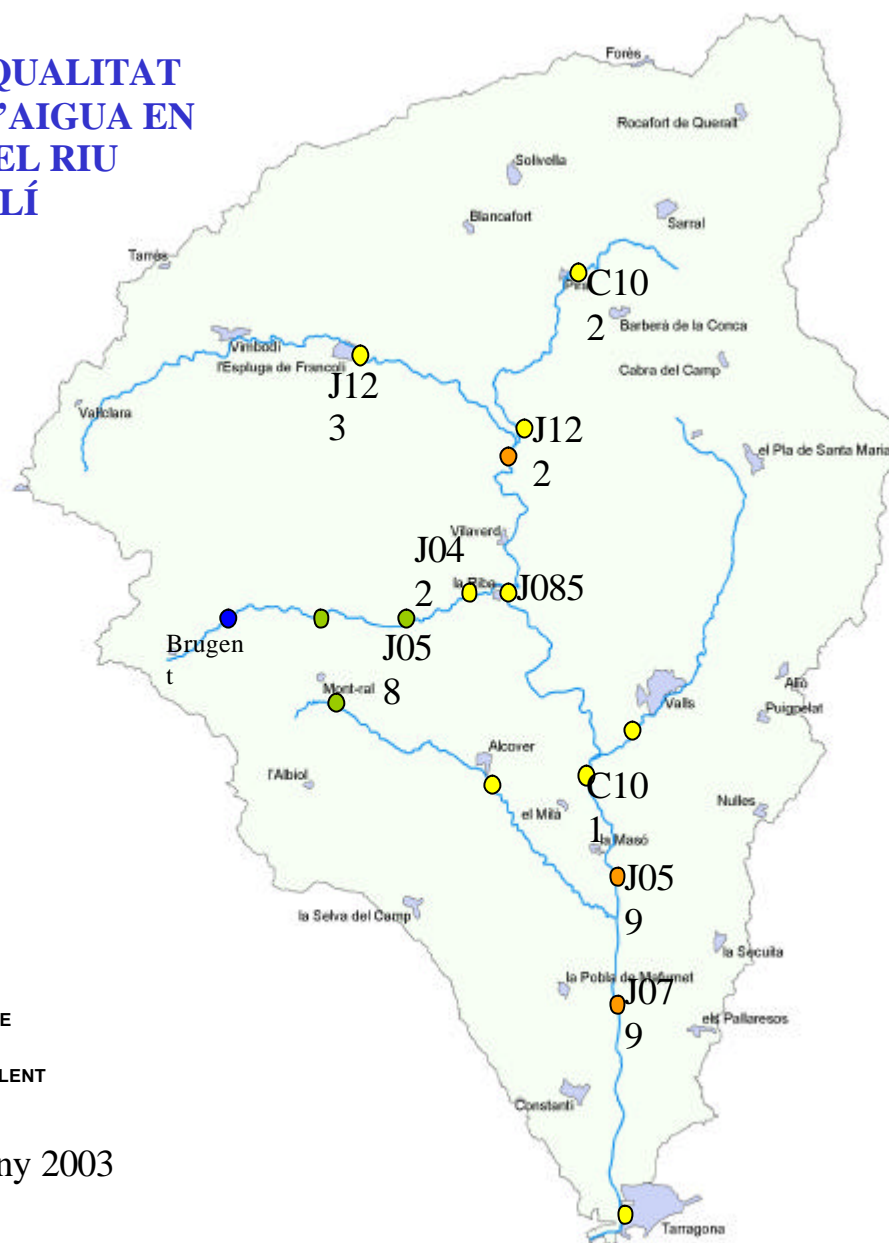 QUALITAT
'AIGUA EN
EL RIU
LÍ
Forès
Rocafort de Queralt
Solivella
Blancafort
Sarral
Tarrés
C10
2
Barberà de la Conca
Vimbodí
l'Espluga de Francolí
Cabra del Camp
J12
3
Vallclara
J12
2
el Pla de Santa Maria
Vilaverd
J04
2
la Riba
J085
Brugen
t
J05
8
Mont-ral
Alió
Valls
Puigpelat
Alcover
l'Albiol
C10
1
el Milà
Nulles
la Masó
J05
9
la Selva del Camp
la Secuita
la Pobla de Mafumet
J07
9
els Pallaresos
E
LENT
Constantí
ny 2003
Tarragona